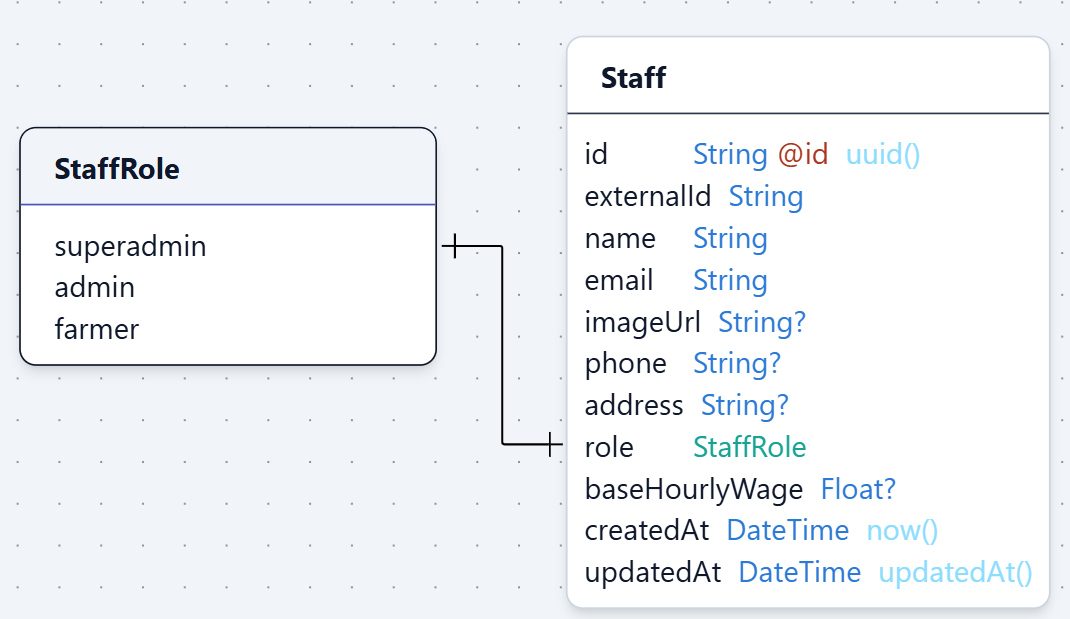 StaffRole
superadmin
admin
farmer
Staff
id String @id uuid()
externalId String
name String
email String
imageUrl String?
phone String?
address String?
role StaffRole
baseHourlyWage Float?
createdAt DateTime now()
updatedAt DateTime updatedAt()